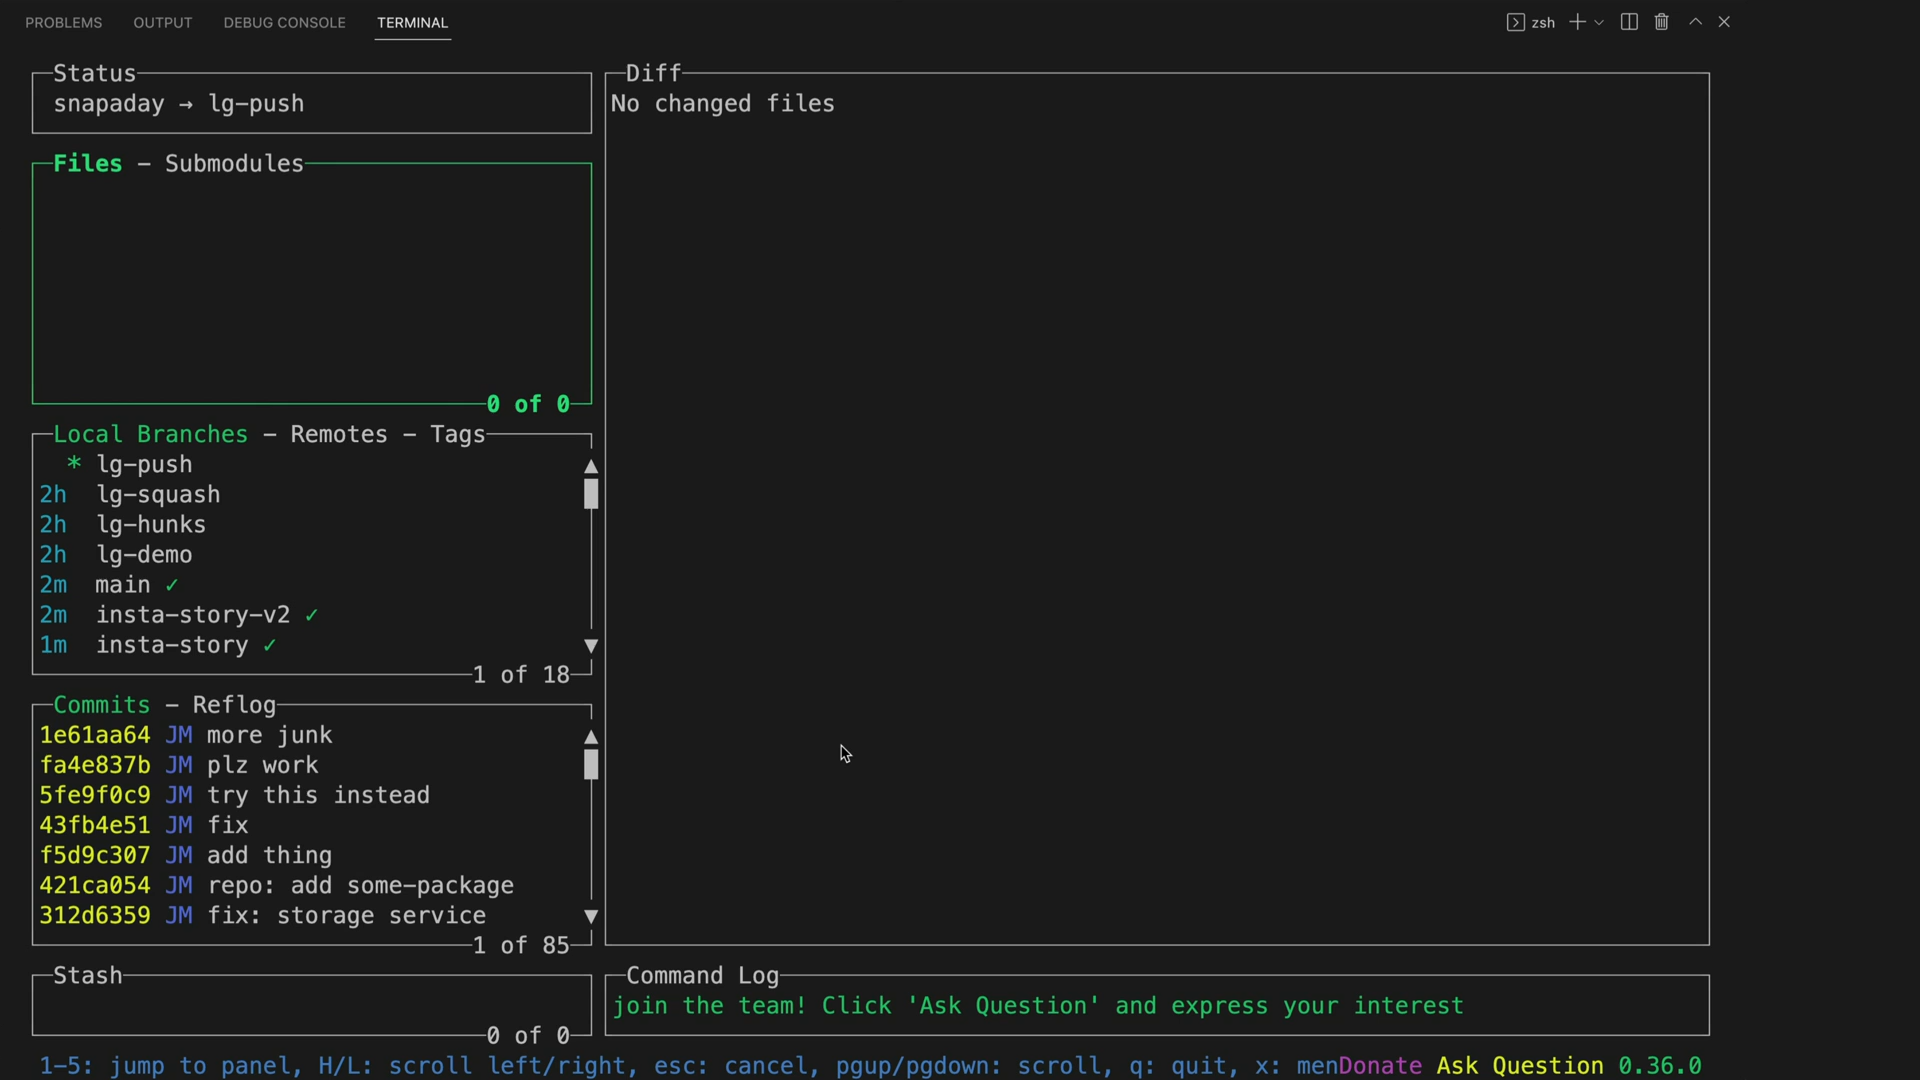 PROBLEMS OUTPUT DEBUG CONSOLE TERMINAL zsh
Status
snapaday → lg-push
Files - Submodules
0 of 0
Local Branches - Remotes - Tags
* lg-push
2h lg-squash
2h lg-hunks
2h lg-demo
2m main ✓
2m insta-story-v2 ✓
1m insta-story ✓
1 of 18
Commits - Reflog
1e61aa64 JM more junk
fa4e837b JM plz work
5fe9f0c9 JM try this instead
43fb4e51 JM fix
f5d9c307 JM add thing
421ca054 JM repo: add some-package
312d6359 JM fix: storage service
1 of 85
Stash
0 of 0
Diff
No changed files
Command Log
join the team! Click 'Ask Question' and express your interest
1-5: jump to panel, H/L: scroll left/right, esc: cancel, pgup/pgdown: scroll, q: quit, x: menDonate Ask Question 0.36.0